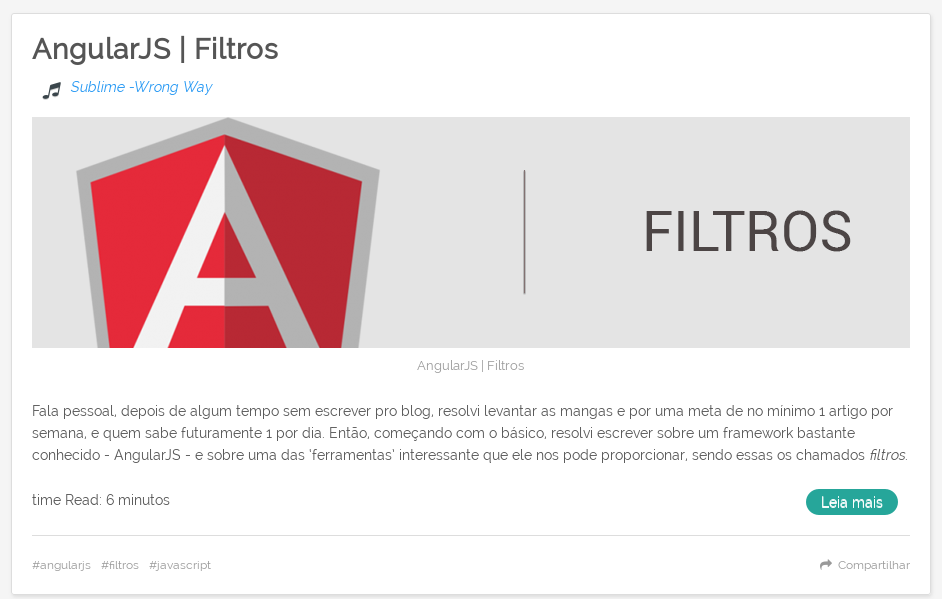 AngularJS | Filtros
Sublime -Wrong Way
FILTROS
AngularJS | Filtros
Fala pessoal, depois de algum tempo sem escrever pro blog, resolvi levantar as mangas e por uma meta de no mínimo 1 artigo por
semana, e quem sabe futuramente 1 por dia. Então, começando com o básico, resolvi escrever sobre um framework bastante
conhecido - AngularJS - e sobre uma das 'ferramentas' interessante que ele nos pode proporcionar, sendo essas os chamados filtros.
time Read: 6 minutos
Leia mais
#angularjs #filtros #javascript
Compartilhar